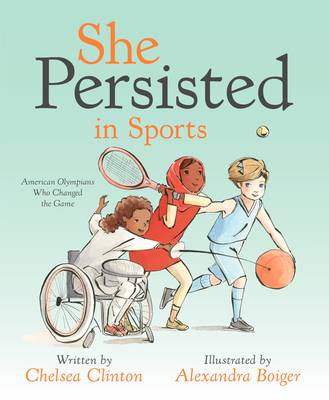 She
Persisted
in Sports
American Olympians
Who Changed
the Game
Written by
Chelsea Clinton
Illustrated by
Alexandra Boiger